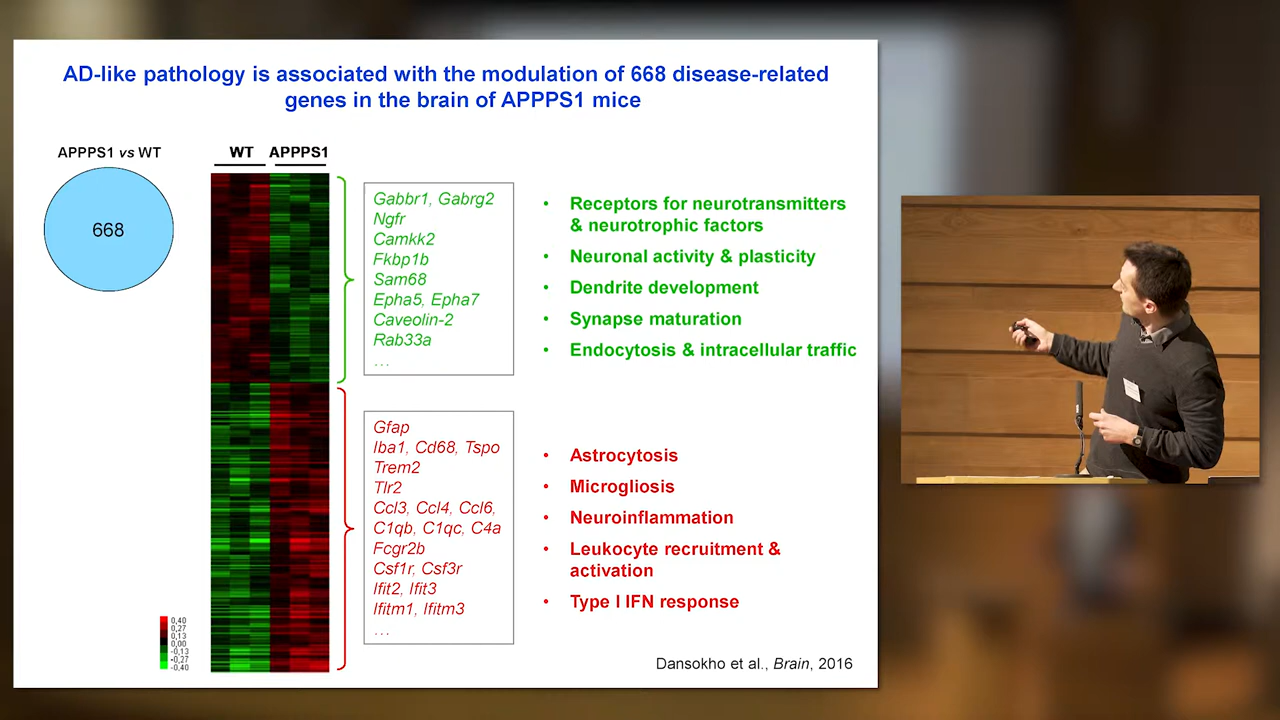 AD-like pathology is associated with the modulation of 668 disease-related
genes in the brain of APPPS1 mice
APPPS1 vs WT
668
WT APPPS1
Gabbr1, Gabrg2
Ngfr
Camkk2
Fkbp1b
Sam68
Epha5, Epha7
Caveolin-2
Rab33a
...
• Receptors for neurotransmitters
& neurotrophic factors
• Neuronal activity & plasticity
• Dendrite development
• Synapse maturation
• Endocytosis & intracellular traffic
Gfap
Iba1, Cd68, Tspo
Trem2
Tlr2
Ccl3, Ccl4, Ccl6,
C1qb, C1qc, C4a
Fcgr2b
Csf1r, Csf3r
Ifit2, Ifit3
Ifitm1, Ifitm3
...
• Astrocytosis
• Microgliosis
• Neuroinflammation
• Leukocyte recruitment &
activation
• Type I IFN response
0,40
0,27
0,13
0,00
-0,13
-0,27
-0,40
Dansokho et al., Brain, 2016